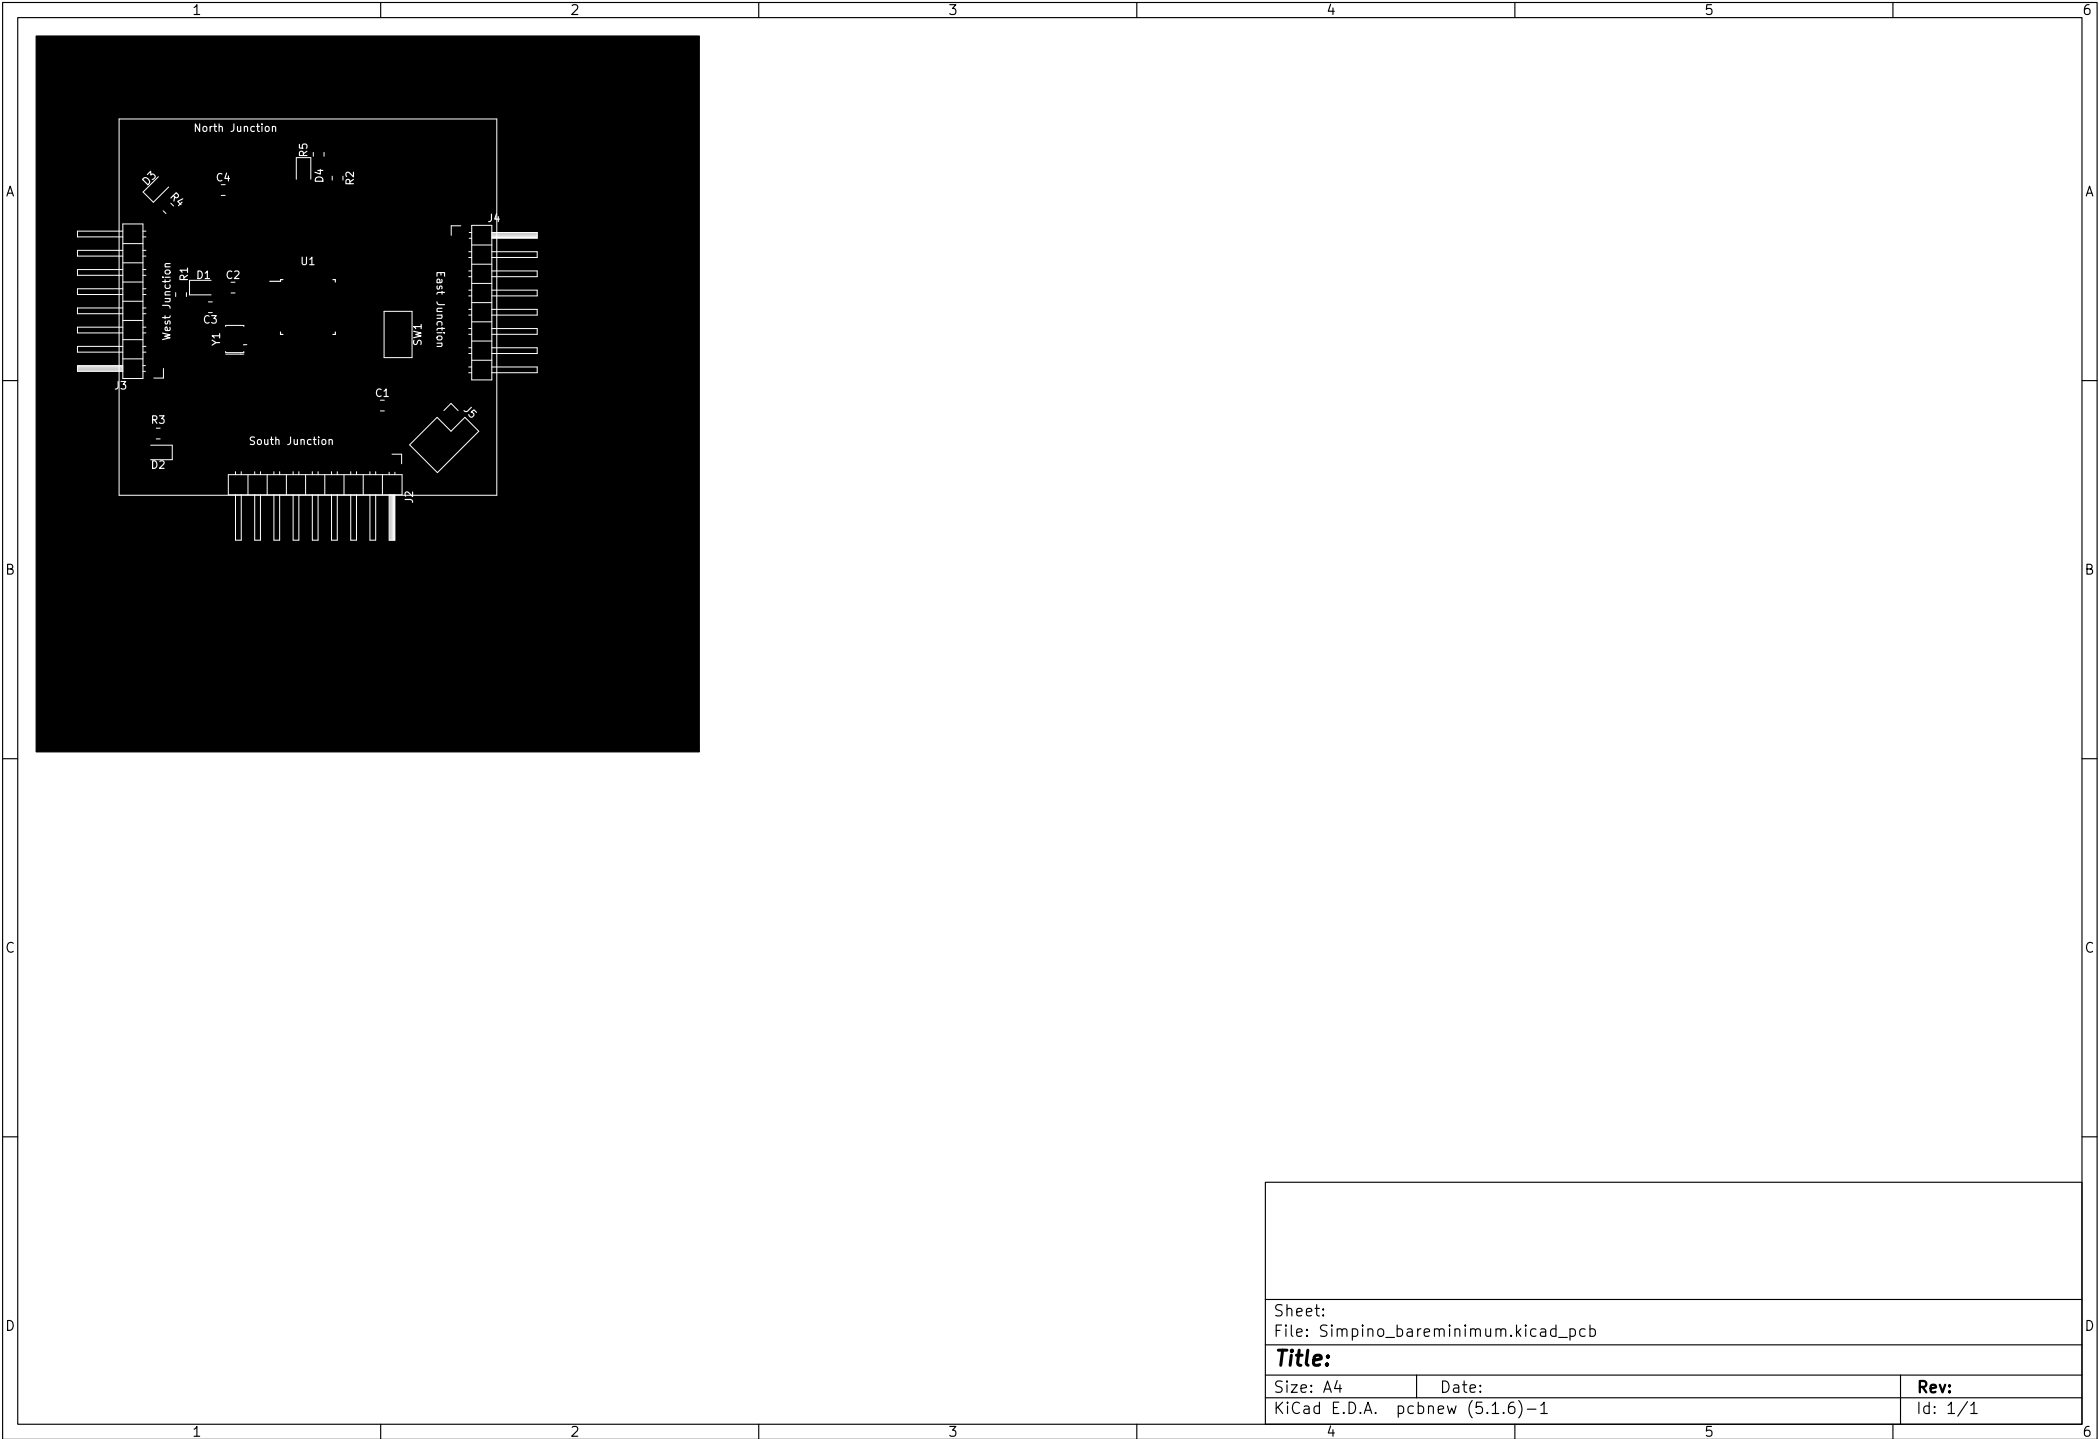 1 2 3 4 5 6
North Junction
R5
D4
R2
D3
R4
C4
A A
J4
U1
West Junction
R1
D1
C2
C3
Y1
East Junction
SW1
J3
C1
J5
R3
D2
South Junction
J2
B B
C C
D D
Sheet:
File: Simpino_bareminimum.kicad_pcb
Title:
Size: A4 Date: Rev:
KiCad E.D.A. pcbnew (5.1.6)-1 Id: 1/1
1 2 3 4 5 6